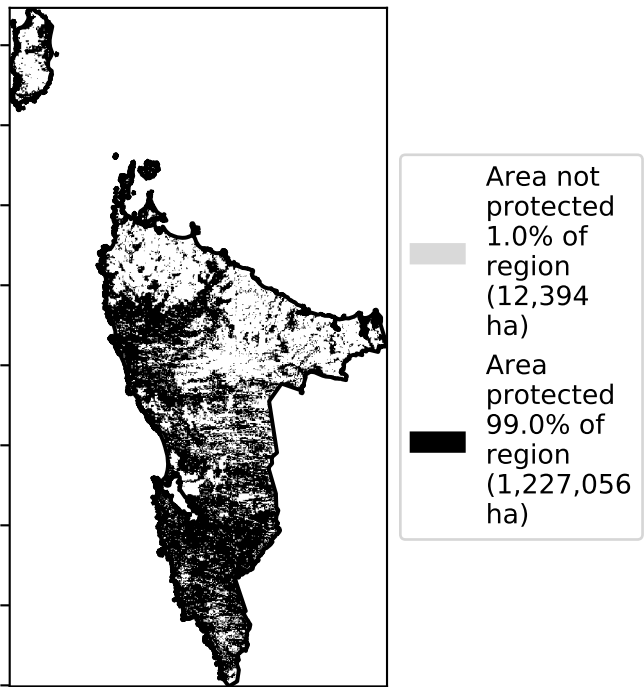 Area not
protected
1.0% of
region
(12,394
ha)
Area
protected
99.0% of
region
(1,227,056
ha)